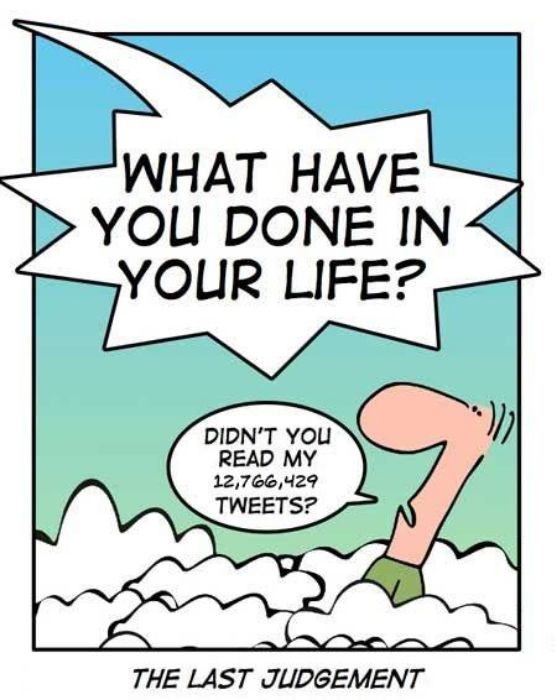 WHAT HAVE
YOU DONE IN
YOUR LIFE?
DIDN'T YOU
READ MY
12,766,429
TWEETS?
THE LAST JUDGEMENT